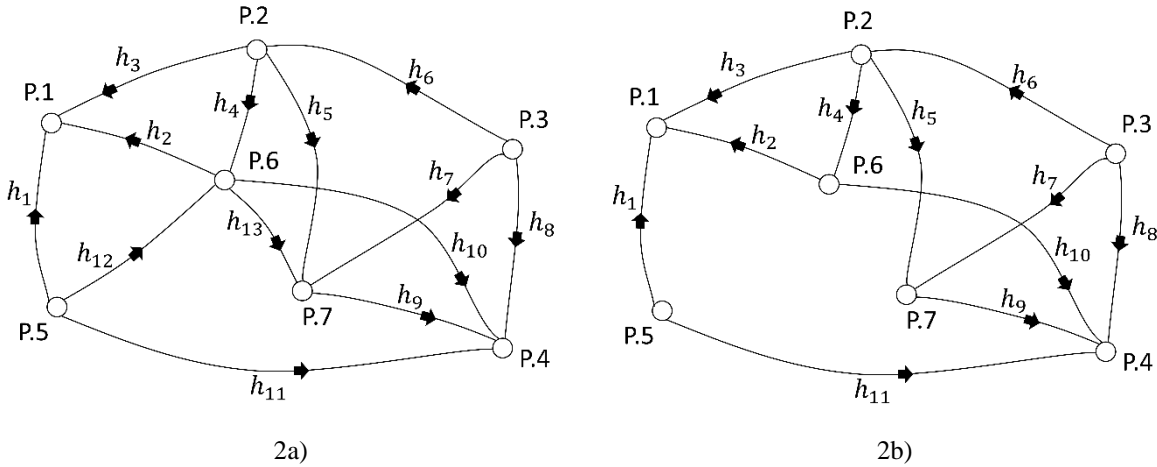 P.2
h₃
h₆
P.1
h₄
h₅
P.3
h₂
P.6
h₇
h₁
h₁₃
h₈
h₁₂
h₁₀
P.5
P.7
h₉
P.4
h₁₁
2a)
P.2
h₃
h₆
P.1
h₄
h₅
P.3
h₂
P.6
h₇
h₁
h₈
h₁₀
P.5
P.7
h₉
P.4
h₁₁
2b)